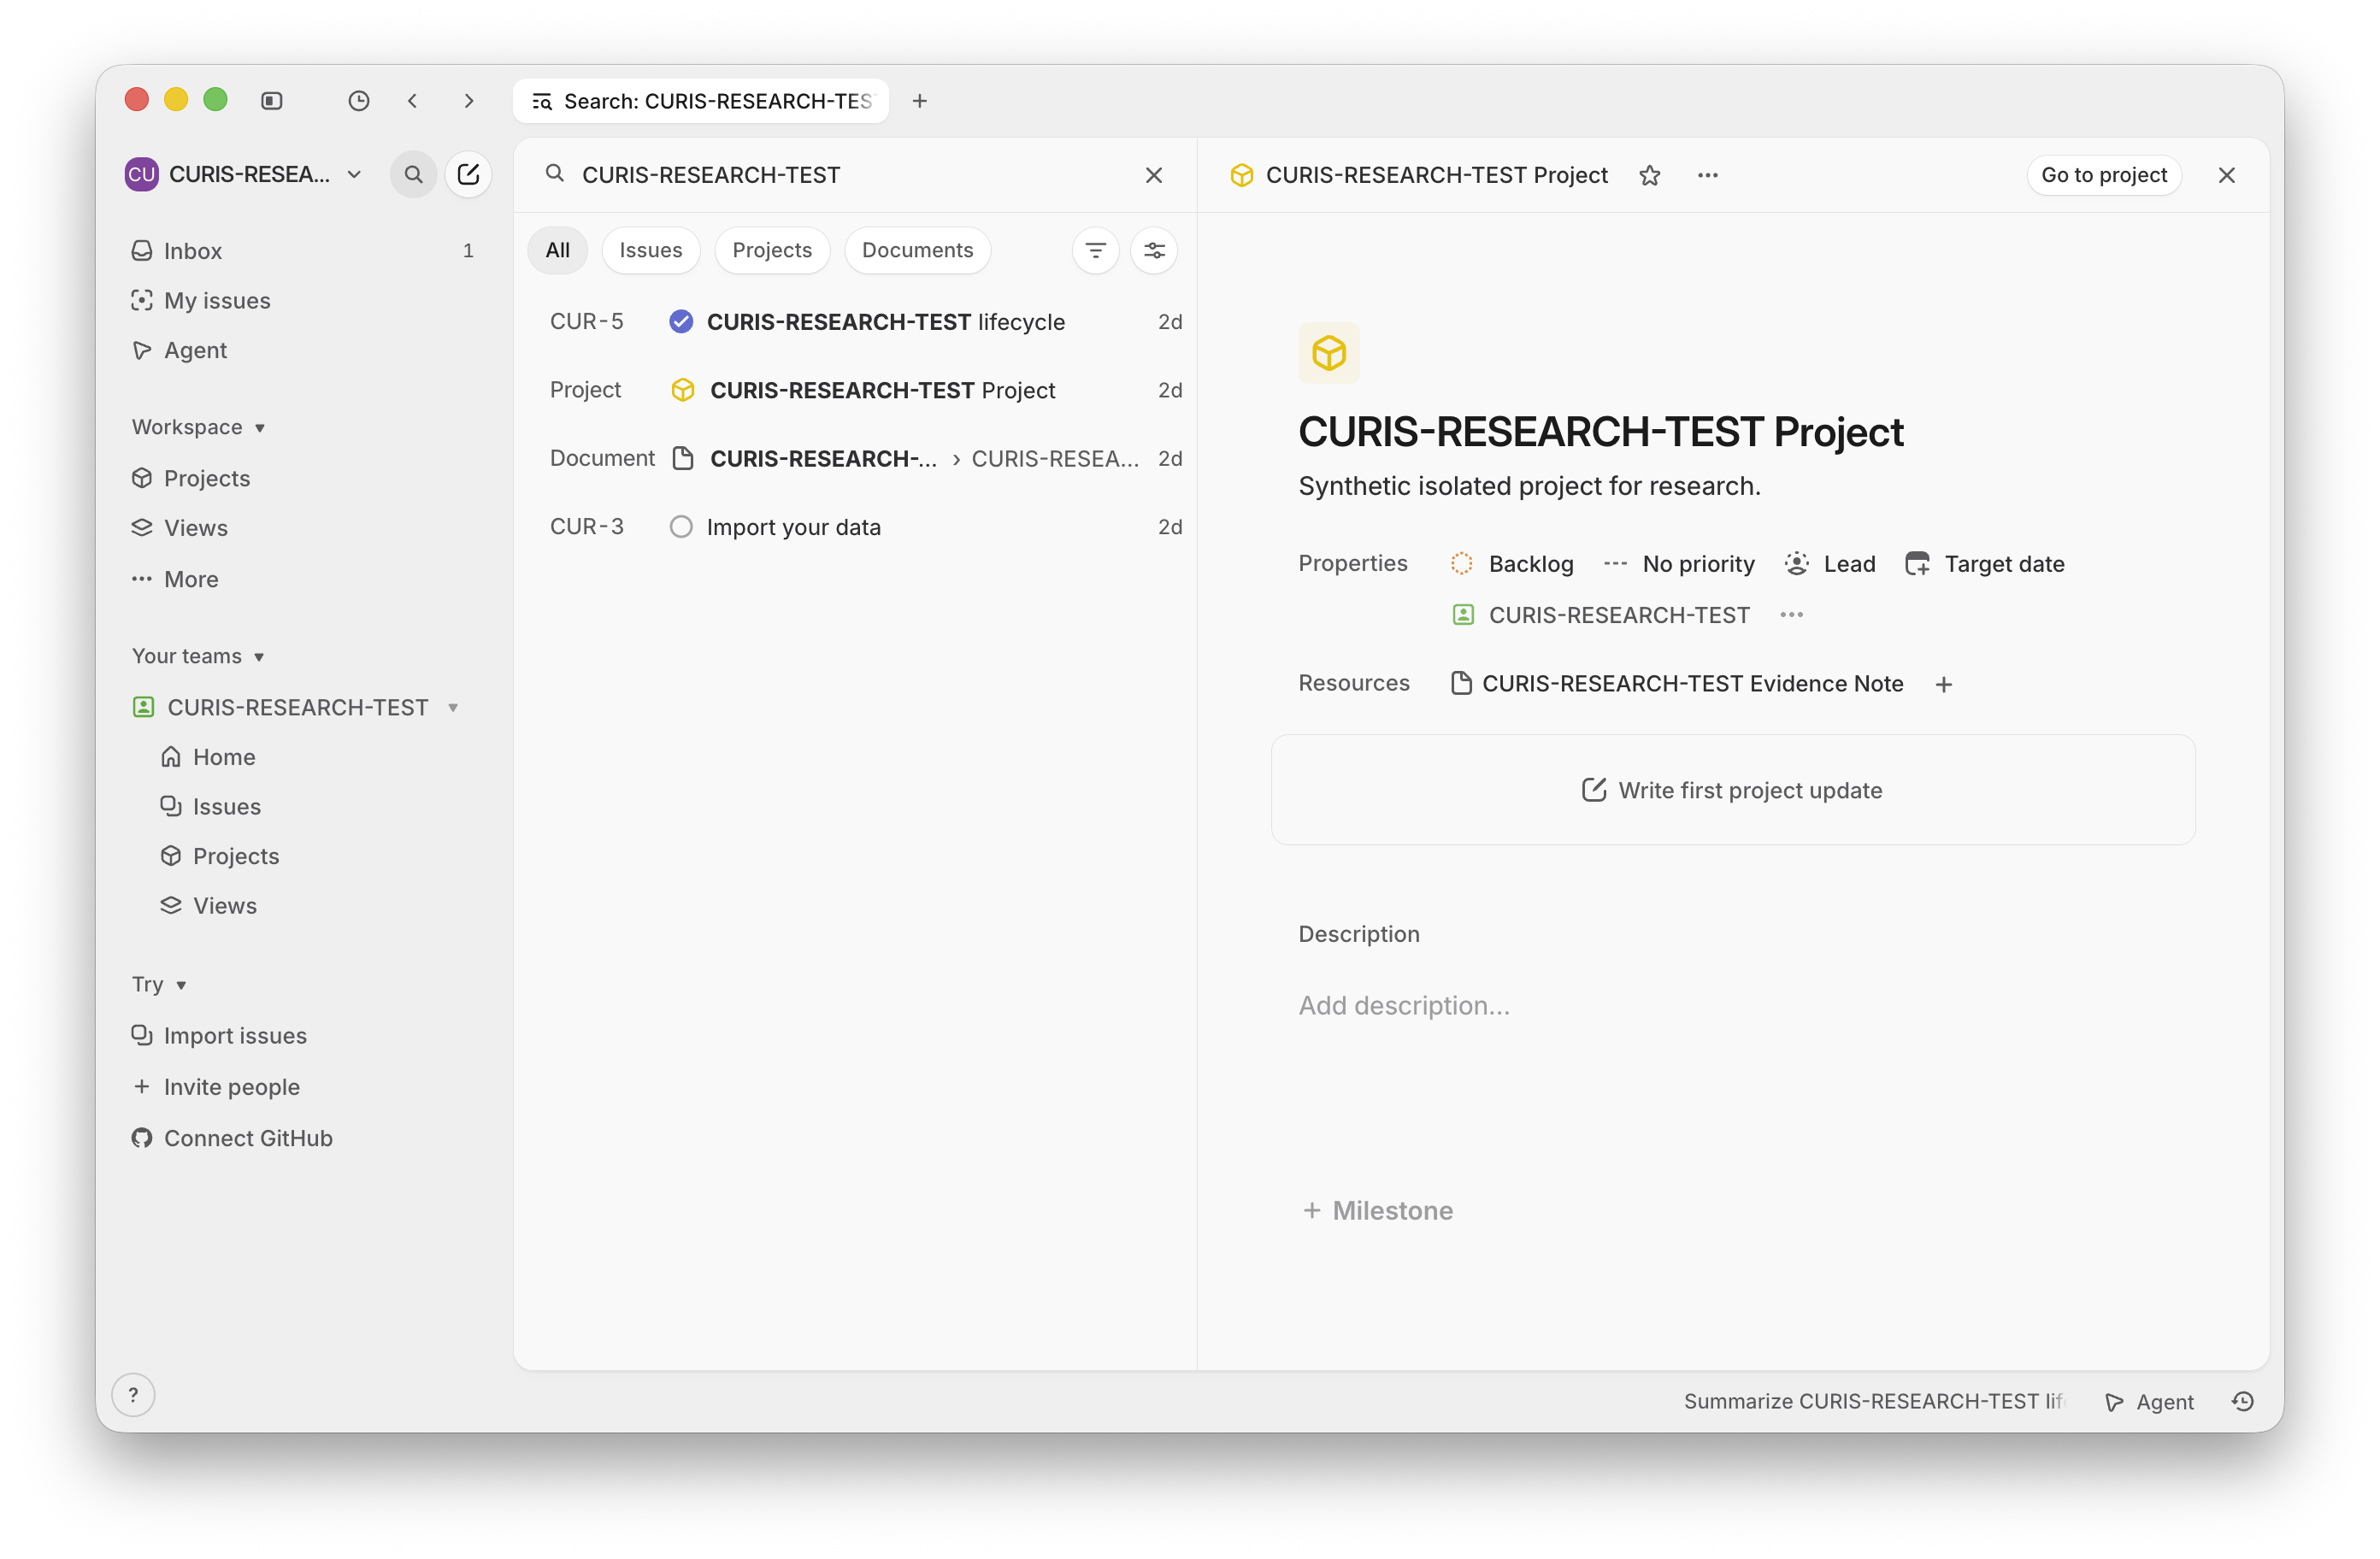 Search: CURIS-RESEARCH-TES
CU CURIS-RESEA...
Inbox 1
My issues
Agent
Workspace
Projects
Views
More
Your teams
CURIS-RESEARCH-TEST
Home
Issues
Projects
Views
Try
Import issues
Invite people
Connect GitHub
?
CURIS-RESEARCH-TEST
All Issues Projects Documents
CUR-5 CURIS-RESEARCH-TEST lifecycle 2d
Project CURIS-RESEARCH-TEST Project 2d
Document CURIS-RESEARCH-... › CURIS-RESEA... 2d
CUR-3 Import your data 2d
CURIS-RESEARCH-TEST Project
Go to project
CURIS-RESEARCH-TEST Project
Synthetic isolated project for research.
Properties Backlog No priority Lead Target date
CURIS-RESEARCH-TEST
Resources CURIS-RESEARCH-TEST Evidence Note
Write first project update
Description
Add description...
+ Milestone
Summarize CURIS-RESEARCH-TEST lif
Agent